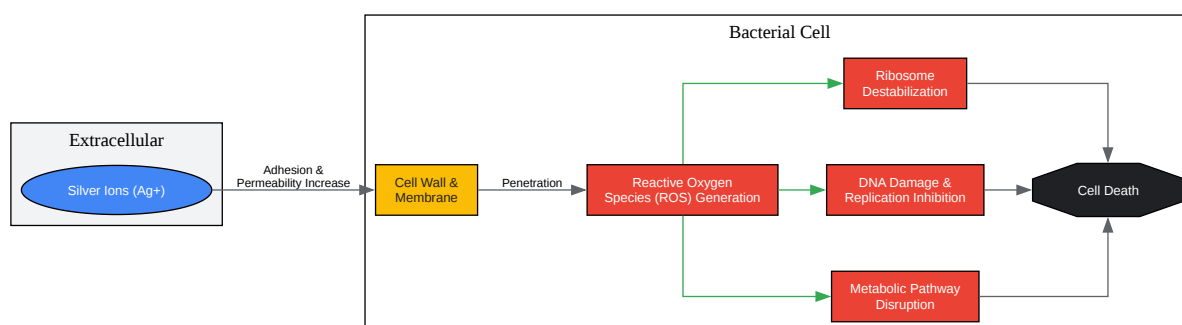 Bacterial Cell
Extracellular
Silver Ions (Ag+)
Adhesion &
Permeability Increase
Cell Wall &
Membrane
Penetration
Reactive Oxygen
Species (ROS) Generation
Ribosome
Destabilization
DNA Damage &
Replication Inhibition
Metabolic Pathway
Disruption
Cell Death